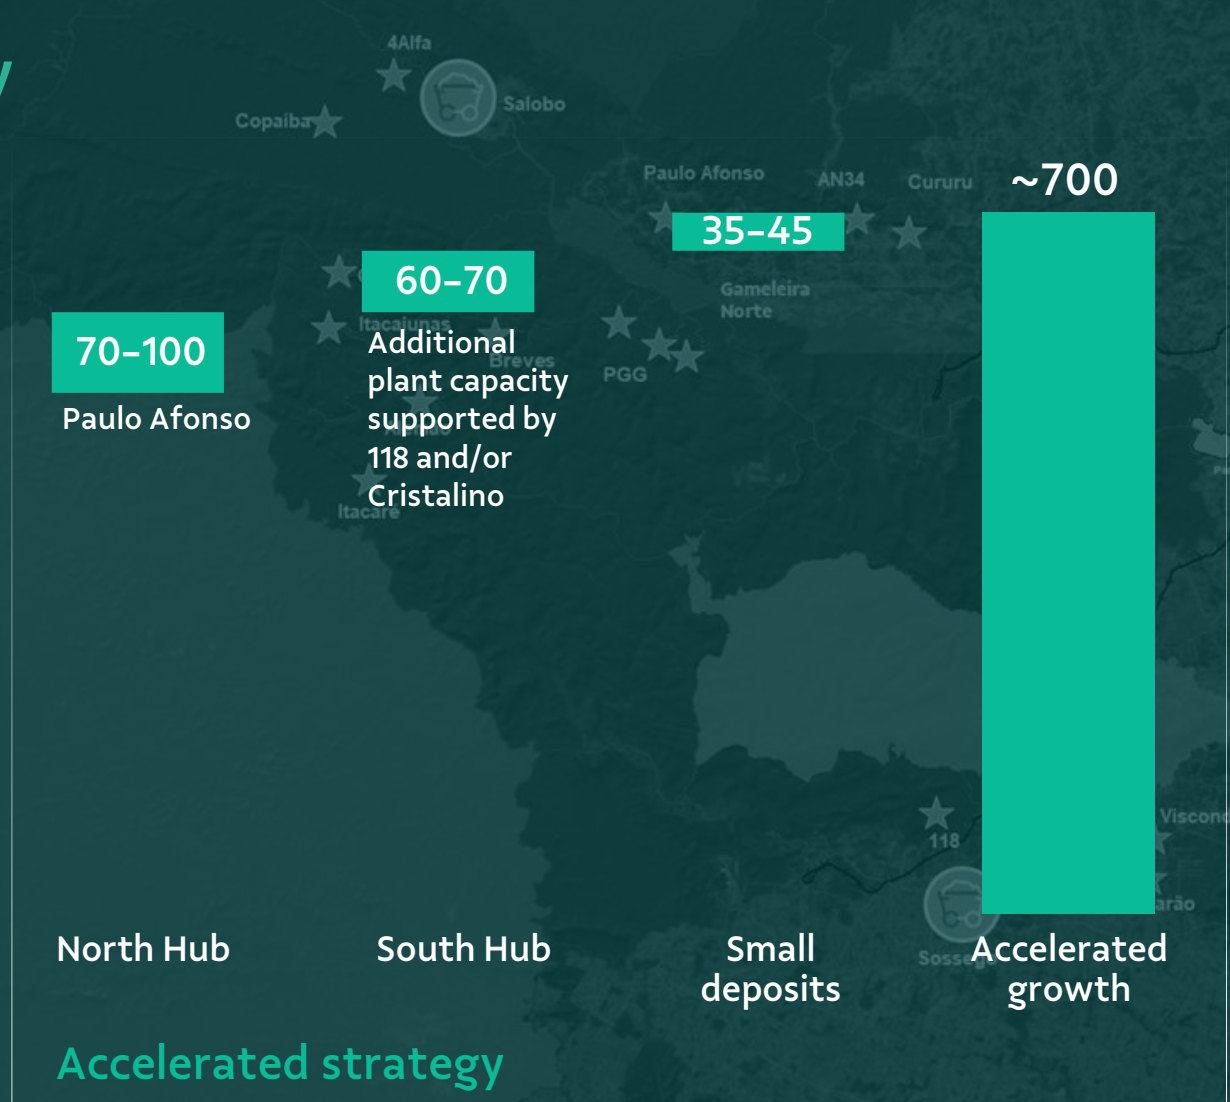 4Alfa
Salobo
Copaiba
Paulo Afonso
AN34
Cururu
~700
35–45
60–70
Gameleira
Norte
Itacaiunas
70–100
Additional
Breves
plant capacity
PGG
Paulo Afonso
supported by
118 and/or
Cristalino
Itacare
118
North Hub
South Hub
Small
deposits
Sossego
Accelerated
growth
Accelerated strategy